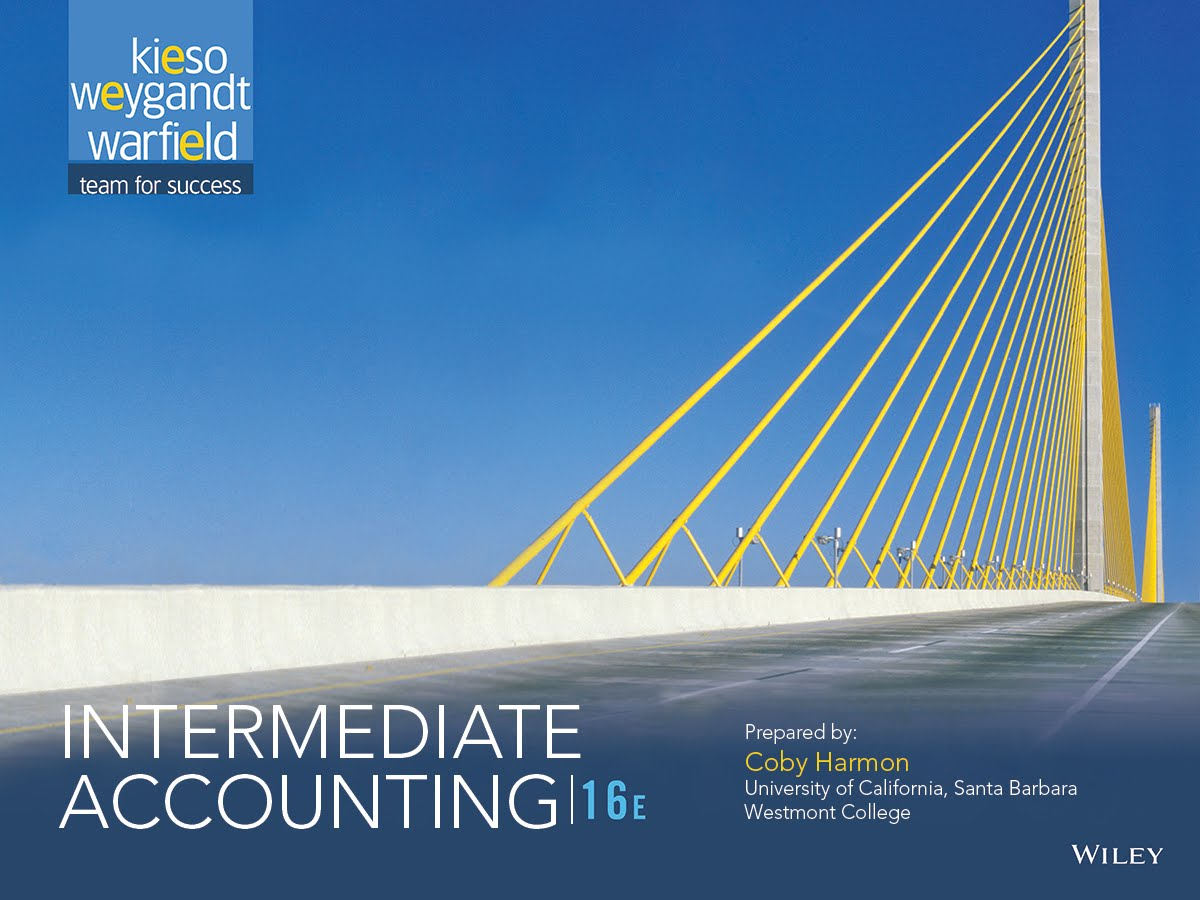 kieso
weygandt
warfield
team for success
INTERMEDIATE
ACCOUNTING 16E
Prepared by:
Coby Harmon
University of California, Santa Barbara
Westmont College
WILEY